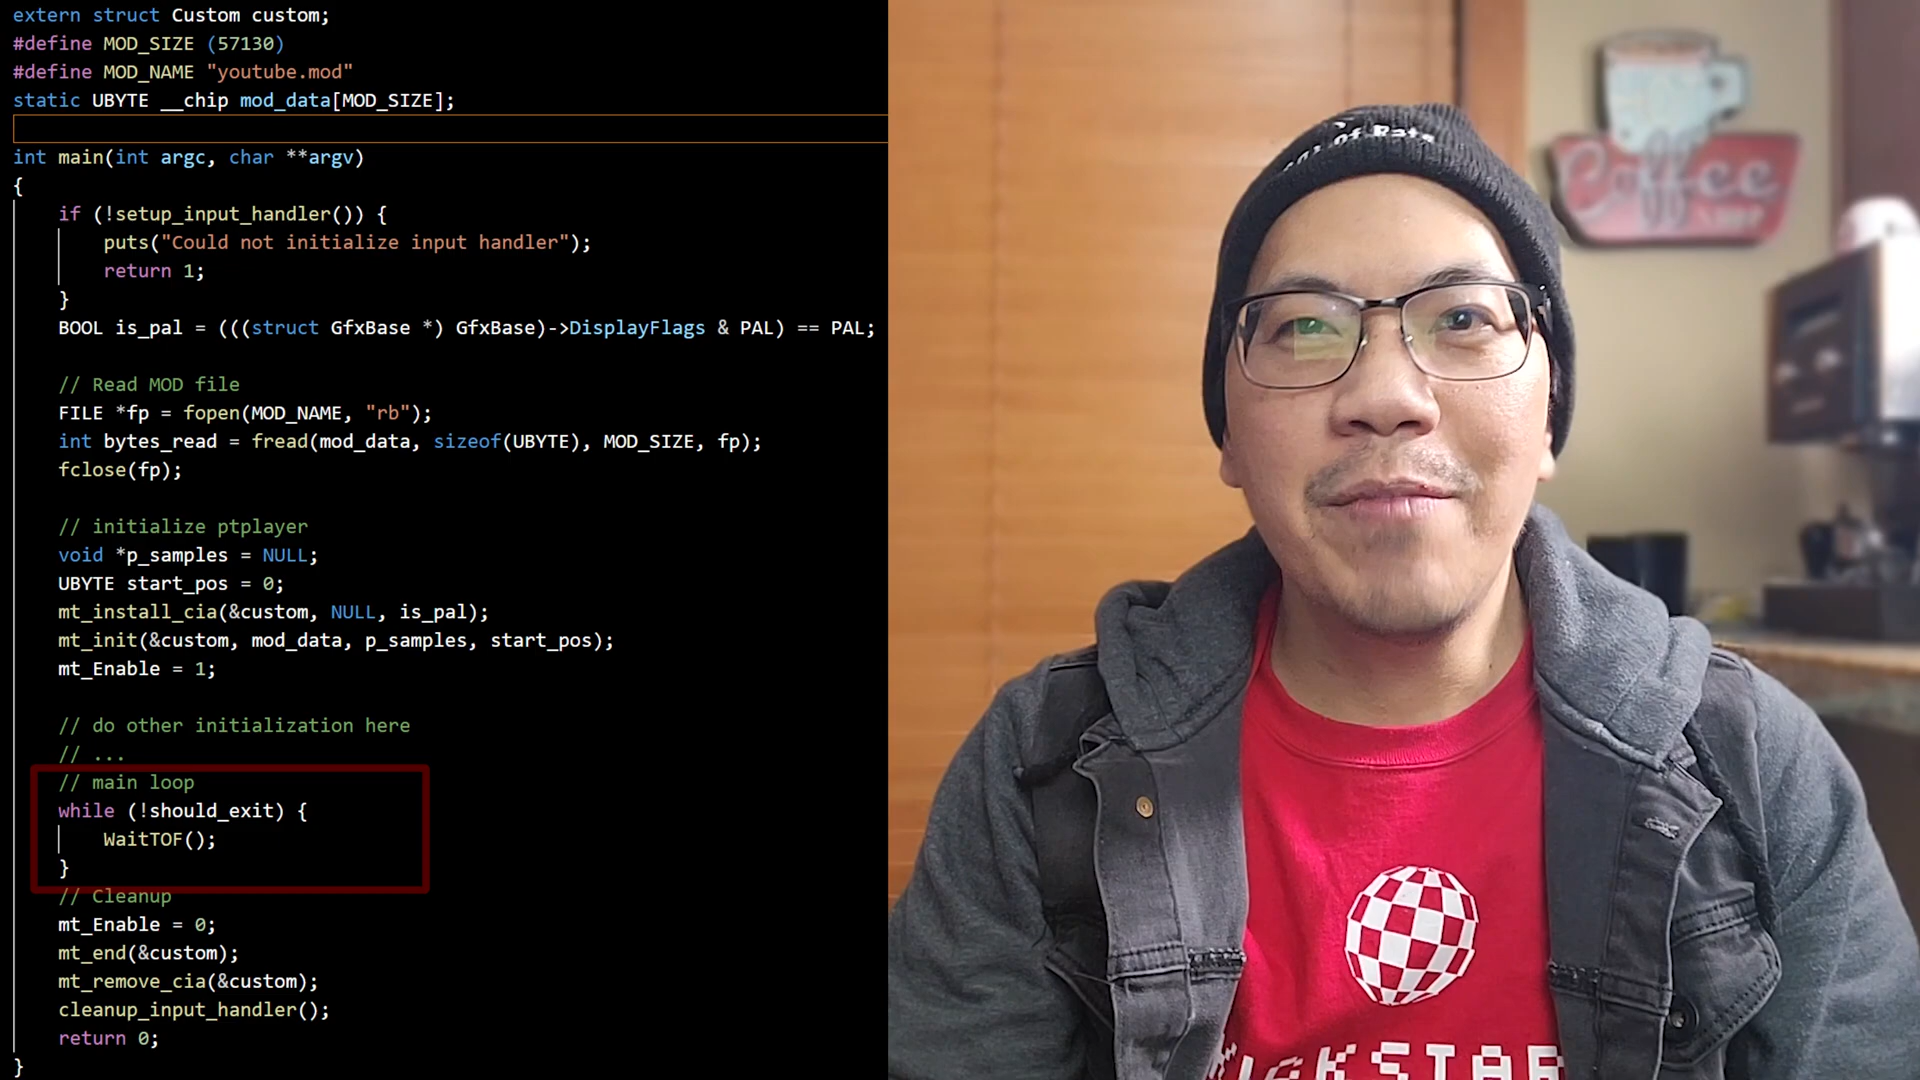 extern struct Custom custom;
#define MOD_SIZE (57130)
#define MOD_NAME "youtube.mod"
static UBYTE __chip mod_data[MOD_SIZE];
int main(int argc, char **argv)
{
if (!setup_input_handler()) {
puts("Could not initialize input handler");
return 1;
}
BOOL is_pal = (((struct GfxBase *) GfxBase)->DisplayFlags & PAL) == PAL;
// Read MOD file
FILE *fp = fopen(MOD_NAME, "rb");
int bytes_read = fread(mod_data, sizeof(UBYTE), MOD_SIZE, fp);
fclose(fp);
// initialize ptplayer
void *p_samples = NULL;
UBYTE start_pos = 0;
mt_install_cia(&custom, NULL, is_pal);
mt_init(&custom, mod_data, p_samples, start_pos);
mt_Enable = 1;
// do other initialization here
// ...
// main loop
while (!should_exit) {
WaitTOF();
}
// Cleanup
mt_Enable = 0;
mt_end(&custom);
mt_remove_cia(&custom);
cleanup_input_handler();
return 0;
}
of Rats
Coffee